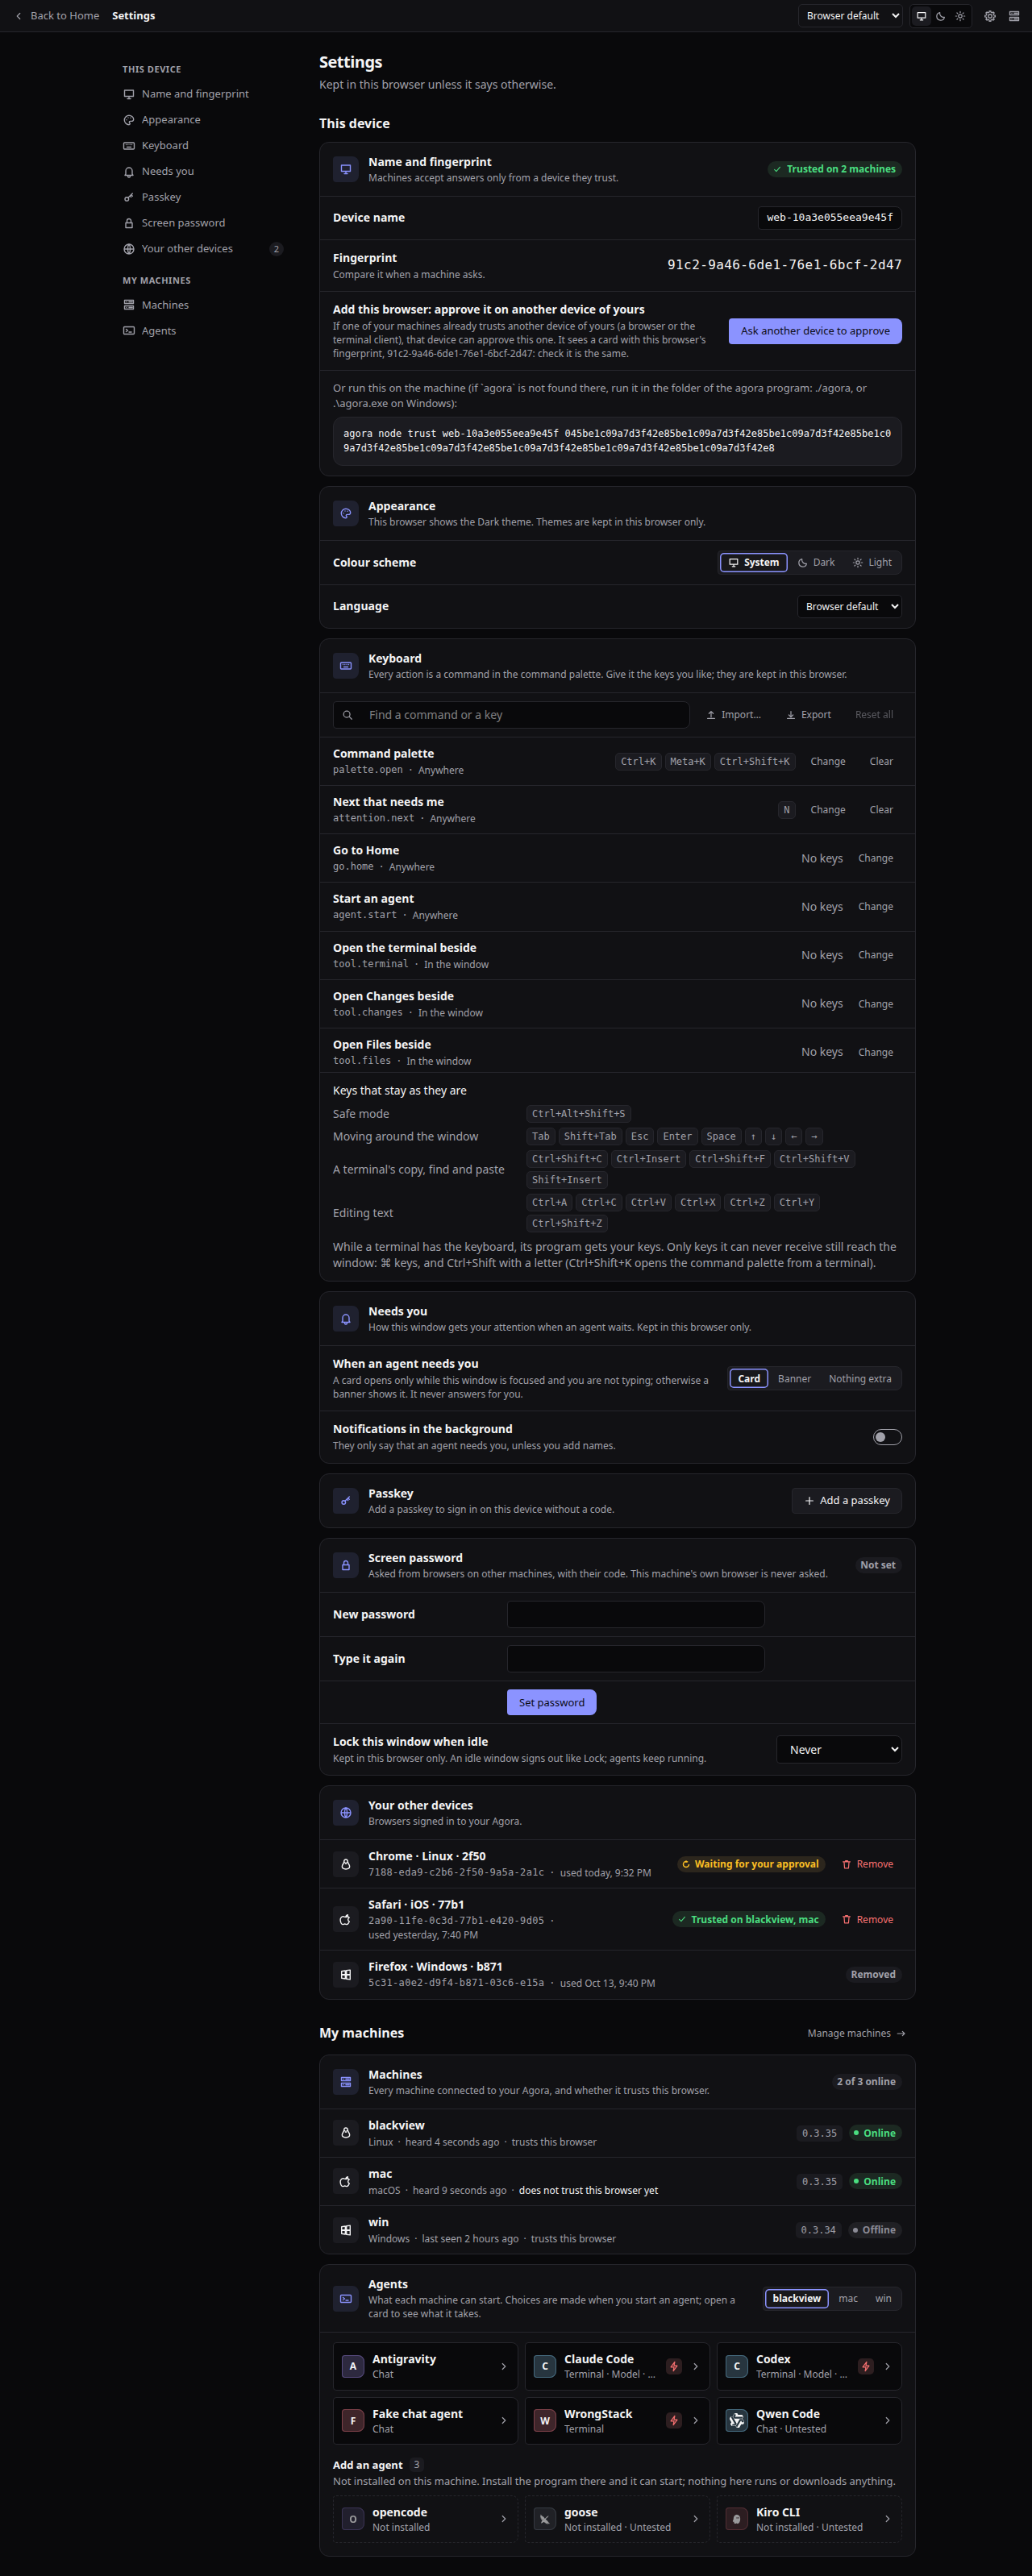 Back to Home Settings Browser default
THIS DEVICE
Name and fingerprint
Appearance
Keyboard
Needs you
Passkey
Screen password
Your other devices 2
MY MACHINES
Machines
Agents
Settings
Kept in this browser unless it says otherwise.
This device
Name and fingerprint
Machines accept answers only from a device they trust.
Trusted on 2 machines
Device name web-10a3e055eea9e45f
Fingerprint
Compare it when a machine asks.
91c2-9a46-6de1-76e1-6bcf-2d47
Add this browser: approve it on another device of yours
If one of your machines already trusts another device of yours (a browser or the
terminal client), that device can approve this one. It sees a card with this browser's
fingerprint, 91c2-9a46-6de1-76e1-6bcf-2d47: check it is the same.
Ask another device to approve
Or run this on the machine (if `agora` is not found there, run it in the folder of the agora program: ./agora, or
.\agora.exe on Windows):
agora node trust web-10a3e055eea9e45f 045be1c09a7d3f42e85be1c09a7d3f42e85be1c09a7d3f42e85be1c0
9a7d3f42e85be1c09a7d3f42e85be1c09a7d3f42e85be1c09a7d3f42e8
Appearance
This browser shows the Dark theme. Themes are kept in this browser only.
Colour scheme System Dark Light
Language Browser default
Keyboard
Every action is a command in the command palette. Give it the keys you like; they are kept in this browser.
Find a command or a key Import... Export Reset all
Command palette
palette.open · Anywhere
Ctrl+K Meta+K Ctrl+Shift+K Change Clear
Next that needs me
attention.next · Anywhere
N Change Clear
Go to Home
go.home · Anywhere
No keys Change
Start an agent
agent.start · Anywhere
No keys Change
Open the terminal beside
tool.terminal · In the window
No keys Change
Open Changes beside
tool.changes · In the window
No keys Change
Open Files beside
tool.files · In the window
No keys Change
Keys that stay as they are
Safe mode Ctrl+Alt+Shift+S
Moving around the window Tab Shift+Tab Esc Enter Space ↑ ↓ ← →
A terminal's copy, find and paste Ctrl+Shift+C Ctrl+Insert Ctrl+Shift+F Ctrl+Shift+V
Shift+Insert
Editing text Ctrl+A Ctrl+C Ctrl+V Ctrl+X Ctrl+Z Ctrl+Y
Ctrl+Shift+Z
While a terminal has the keyboard, its program gets your keys. Only keys it can never receive still reach the
window: ⌘ keys, and Ctrl+Shift with a letter (Ctrl+Shift+K opens the command palette from a terminal).
Needs you
How this window gets your attention when an agent waits. Kept in this browser only.
When an agent needs you
A card opens only while this window is focused and you are not typing; otherwise a
banner shows it. It never answers for you.
Card Banner Nothing extra
Notifications in the background
They only say that an agent needs you, unless you add names.
Passkey
Add a passkey to sign in on this device without a code.
Add a passkey
Screen password
Asked from browsers on other machines, with their code. This machine's own browser is never asked.
Not set
New password
Type it again
Set password
Lock this window when idle
Kept in this browser only. An idle window signs out like Lock; agents keep running.
Never
Your other devices
Browsers signed in to your Agora.
Chrome · Linux · 2f50
7188-eda9-c2b6-2f50-9a5a-2a1c · used today, 9:32 PM
Waiting for your approval Remove
Safari · iOS · 77b1
2a90-11fe-0c3d-77b1-e420-9d05 ·
used yesterday, 7:40 PM
Trusted on blackview, mac Remove
Firefox · Windows · b871
5c31-a0e2-d9f4-b871-03c6-e15a · used Oct 13, 9:40 PM
Removed
My machines Manage machines →
Machines
Every machine connected to your Agora, and whether it trusts this browser.
2 of 3 online
blackview
Linux · heard 4 seconds ago · trusts this browser
0.3.35 Online
mac
macOS · heard 9 seconds ago · does not trust this browser yet
0.3.35 Online
win
Windows · last seen 2 hours ago · trusts this browser
0.3.34 Offline
Agents
What each machine can start. Choices are made when you start an agent; open a
card to see what it takes.
blackview mac win
A Antigravity
Chat
C Claude Code
Terminal · Model · ...
C Codex
Terminal · Model · ...
F Fake chat agent
Chat
W WrongStack
Terminal
Qwen Code
Chat · Untested
Add an agent 3
Not installed on this machine. Install the program there and it can start; nothing here runs or downloads anything.
O opencode
Not installed
goose
Not installed · Untested
Kiro CLI
Not installed · Untested